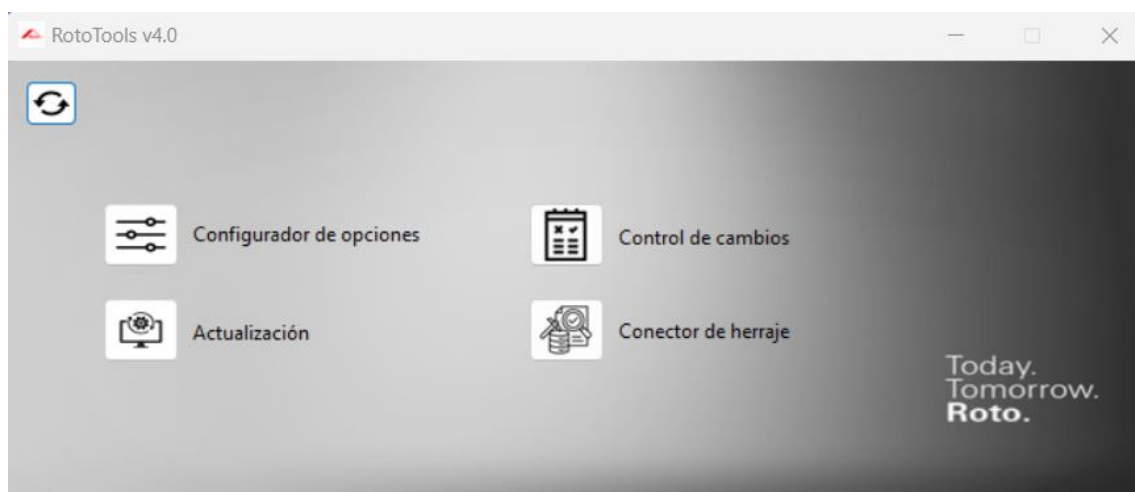 RotoTools v4.0
Configurador de opciones
Control de cambios
Actualización
Conector de herraje
Today.
Tomorrow.
Roto.